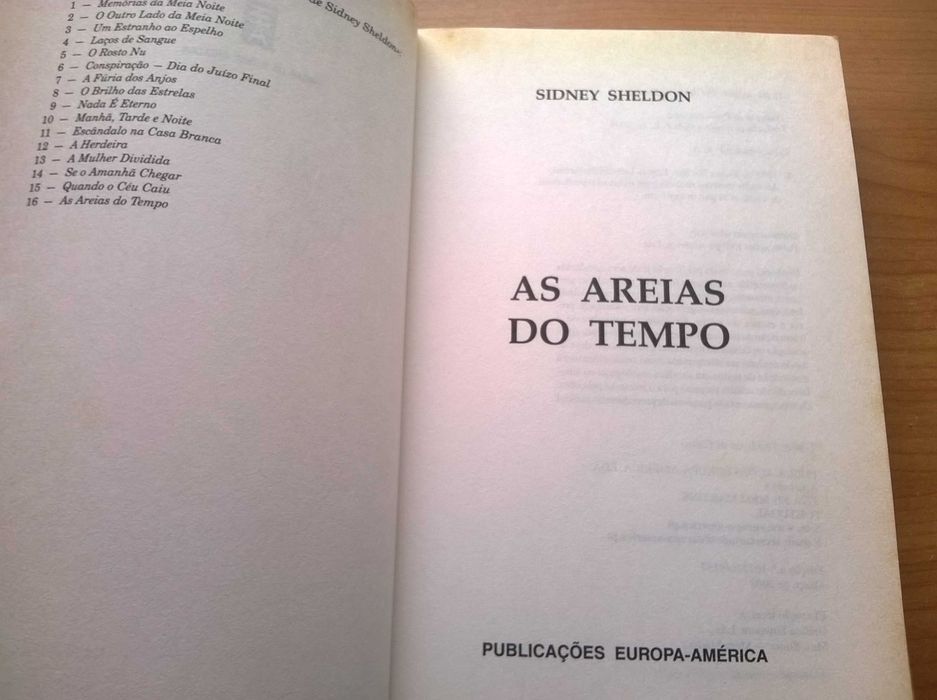 de Sidney Sheldon:
1 — Memórias da Meia Noite
2 — O Outro Lado da Meia Noite
3 — Um Estranho ao Espelho
4 — Laços de Sangue
5 — O Rosto Nu
6 — Conspiração — Dia do Juízo Final
7 — A Fúria dos Anjos
8 — O Brilho das Estrelas
9 — Nada É Eterno
10 — Manhã, Tarde e Noite
11 — Escândalo na Casa Branca
12 — A Herdeira
13 — A Mulher Dividida
14 — Se o Amanhã Chegar
15 — Quando o Céu Caiu
16 — As Areias do Tempo
SIDNEY SHELDON
AS AREIAS
DO TEMPO
PUBLICAÇÕES EUROPA-AMÉRICA